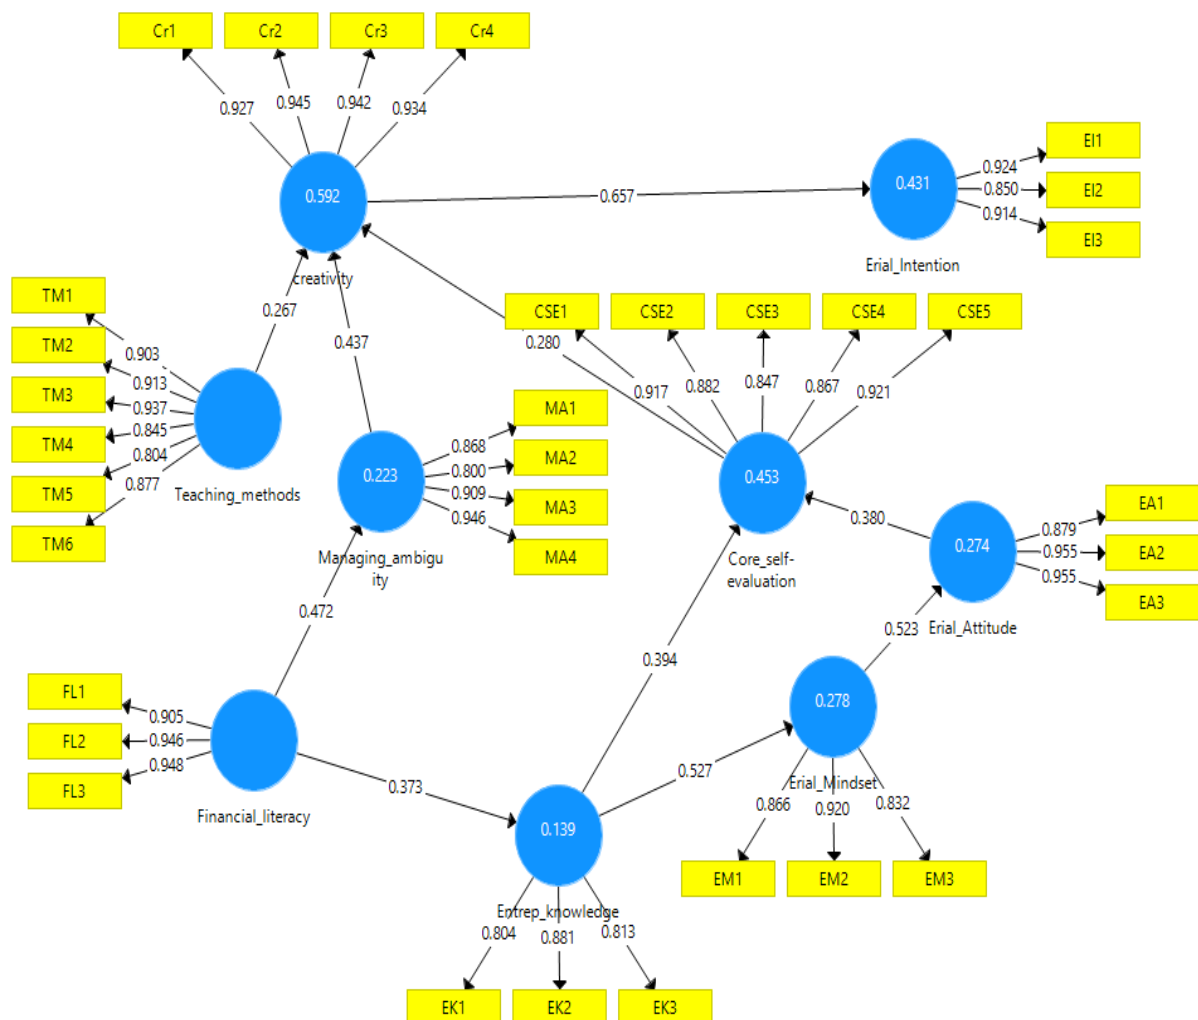 Cr1 Cr2 Cr3 Cr4
0.927 0.945 0.942 0.934
0.592
creativity
0.657
0.431
Erial_Intention
0.924
0.850
0.914
EI1
EI2
EI3
TM1
TM2
TM3
TM4
TM5
TM6
0.903
0.913
0.937
0.845
0.804
0.877
Teaching_methods
0.267
0.437
0.280
CSE1 CSE2 CSE3 CSE4 CSE5
0.917 0.882 0.847 0.867 0.921
0.453
Core_self-
evaluation
0.223
Managing_ambig
uity
0.868
0.800
0.909
0.946
MA1
MA2
MA3
MA4
0.380
0.274
Erial_Attitude
0.879
0.955
0.955
EA1
EA2
EA3
0.472
0.394
0.523
FL1
FL2
FL3
0.905
0.946
0.948
Financial_literacy
0.373
0.527
0.278
Erial_Mindset
0.866 0.920 0.832
EM1 EM2 EM3
0.139
Entrep_knowledge
0.804 0.881 0.813
EK1 EK2 EK3